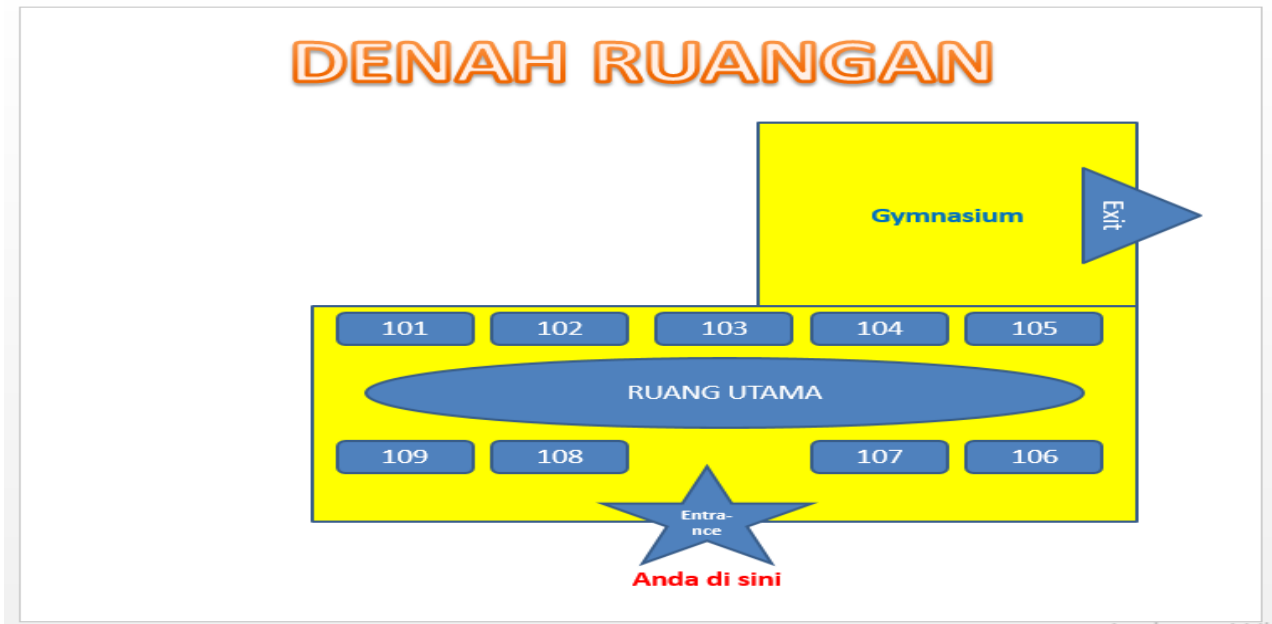 DENAH RUANGAN
Gymnasium
Exit
101 102 103 104 105
RUANG UTAMA
109 108 107 106
Entra-
nce
Anda di sini